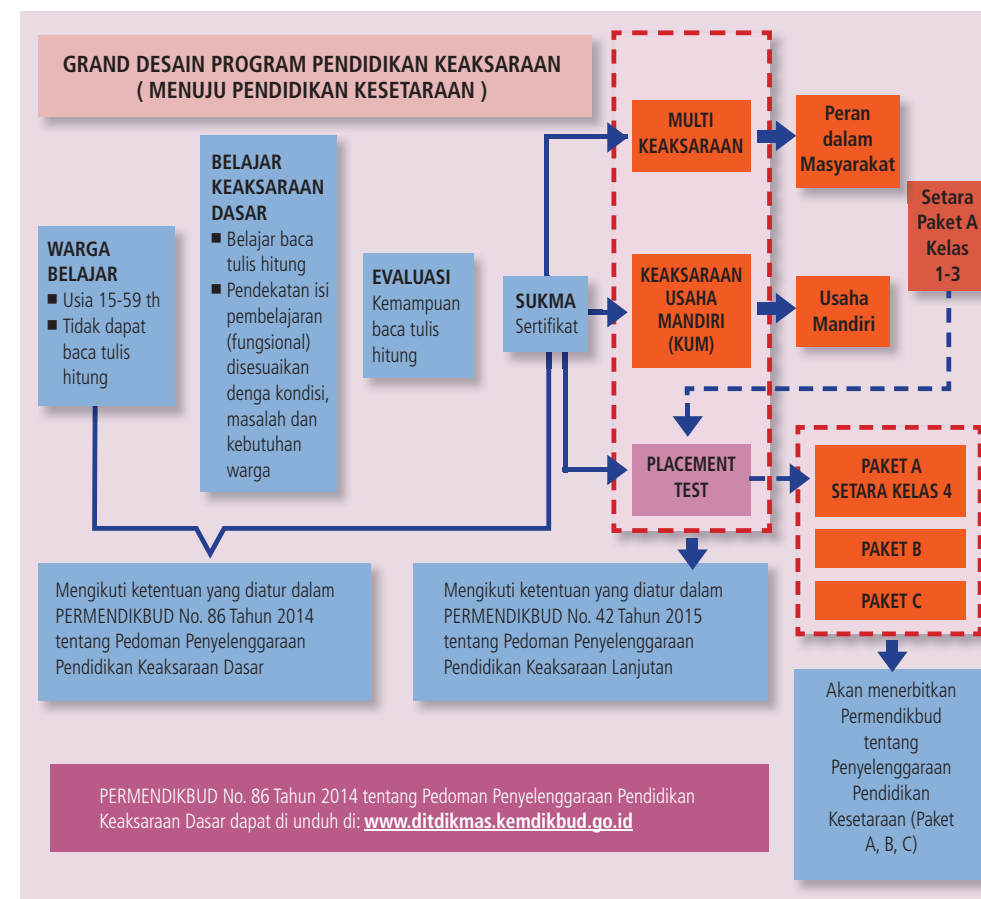 GRAND DESAIN PROGRAM PENDIDIKAN KEAKSARAAN
( MENUJU PENDIDIKAN KESETARAAN )
WARGA
BELAJAR
■ Usia 15-59 th
■ Tidak dapat
baca tulis
hitung
BELAJAR
KEAKSARAAN
DASAR
■ Belajar baca
tulis hitung
■ Pendekatan isi
pembelajaran
(fungsional)
disesuaikan
denga kondisi,
masalah dan
kebutuhan
warga
EVALUASI
Kemampuan
baca tulis
hitung
SUKMA
Sertifikat
MULTI
KEAKSARAAN
KEAKSARAAN
USAHA
MANDIRI
(KUM)
PLACEMENT
TEST
Peran
dalam
Masyarakat
Usaha
Mandiri
Setara
Paket A
Kelas
1-3
PAKET A
SETARA KELAS 4
PAKET B
PAKET C
Mengikuti ketentuan yang diatur dalam
PERMENDIKBUD No. 86 Tahun 2014
tentang Pedoman Penyelenggaraan
Pendidikan Keaksaraan Dasar
Mengikuti ketentuan yang diatur dalam
PERMENDIKBUD No. 42 Tahun 2015
tentang Pedoman Penyelenggaraan
Pendidikan Keaksaraan Lanjutan
Akan menerbitkan
Permendikbud
tentang
Penyelenggaraan
Pendidikan
Kesetaraan (Paket
A, B, C)
PERMENDIKBUD No. 86 Tahun 2014 tentang Pedoman Penyelenggaraan Pendidikan
Keaksaraan Dasar dapat di unduh di: www.ditdikmas.kemdikbud.go.id